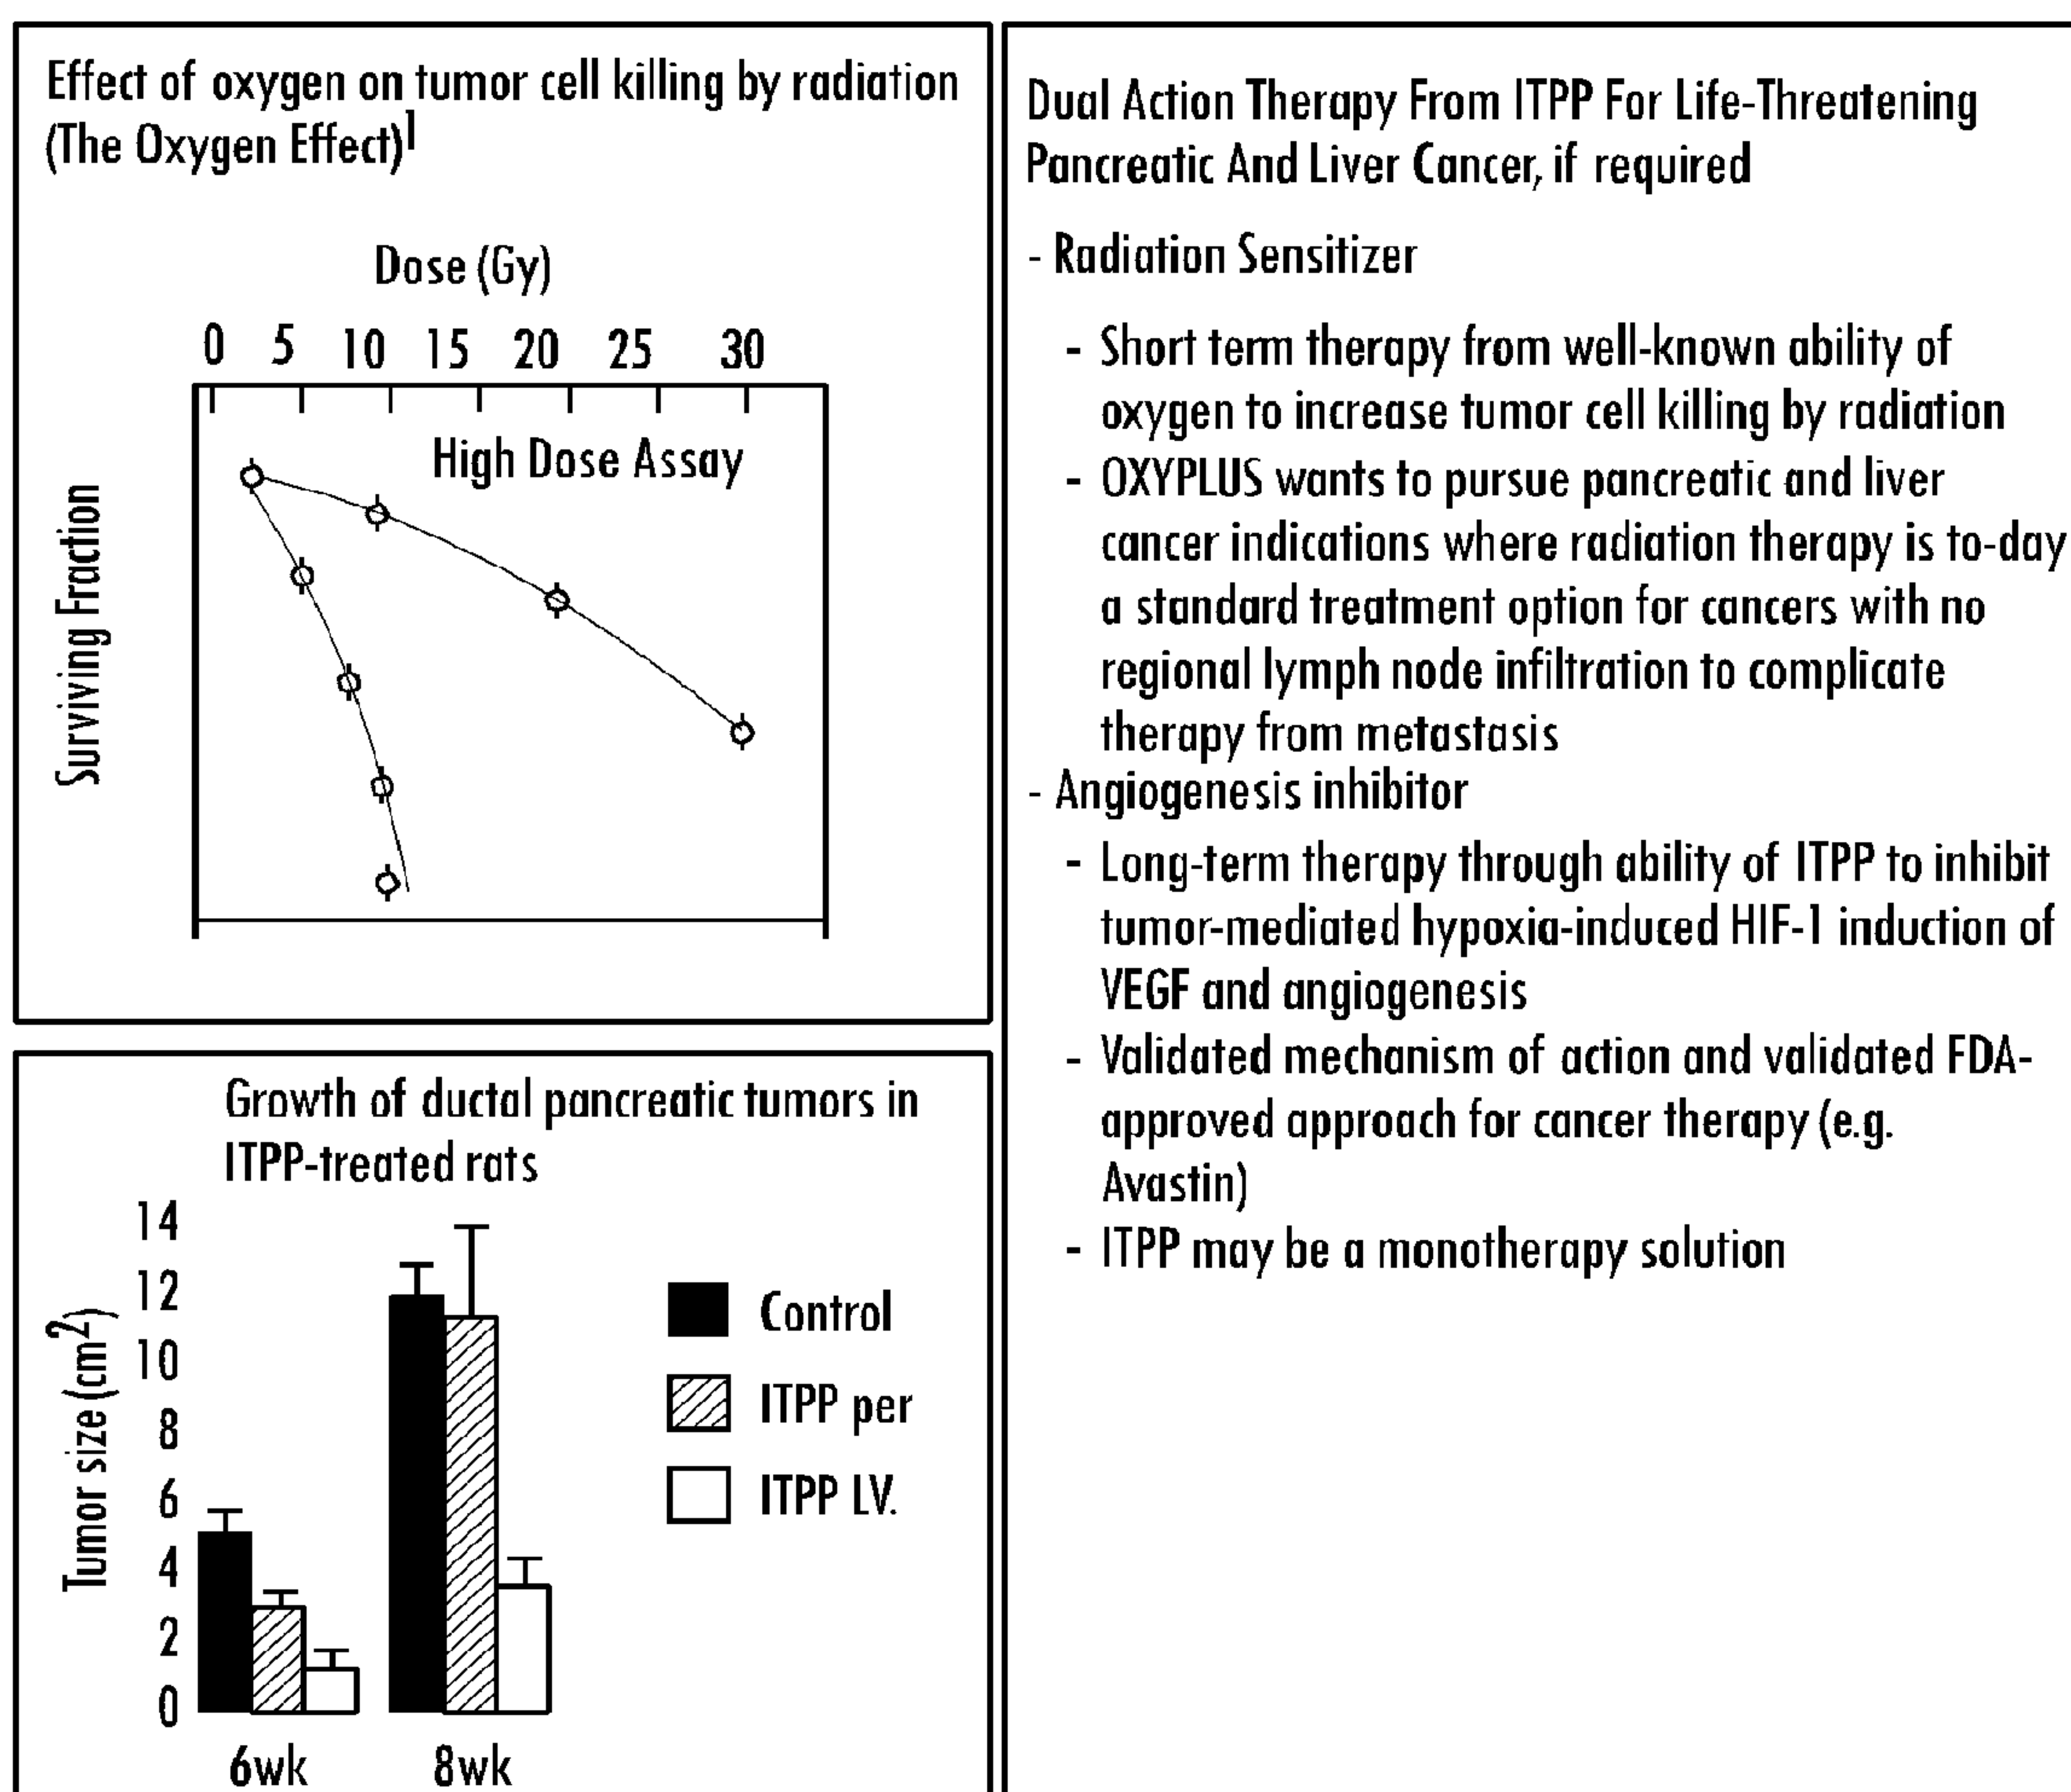 Effect of oxygen on tumor cell killing by radiation
(The Oxygen Effect)1
Dose (Gy)
0 5 10 15 20 25 30
High Dose Assay
Surviving Fraction
Growth of ductal pancreatic tumors in
ITPP-treated rats
Tumor size (cm2)
14
12
10
8
6
4
2
0
6wk 8wk
Control
ITPP per
ITPP LV.
Dual Action Therapy From ITPP For Life-Threatening
Pancreatic And Liver Cancer, if required
- Radiation Sensitizer
- Short term therapy from well-known ability of
oxygen to increase tumor cell killing by radiation
- OXYPLUS wants to pursue pancreatic and liver
cancer indications where radiation therapy is to-day
a standard treatment option for cancers with no
regional lymph node infiltration to complicate
therapy from metastasis
- Angiogenesis inhibitor
- Long-term therapy through ability of ITPP to inhibit
tumor-mediated hypoxia-induced HIF-1 induction of
VEGF and angiogenesis
- Validated mechanism of action and validated FDA-
approved approach for cancer therapy (e.g.
Avastin)
- ITPP may be a monotherapy solution